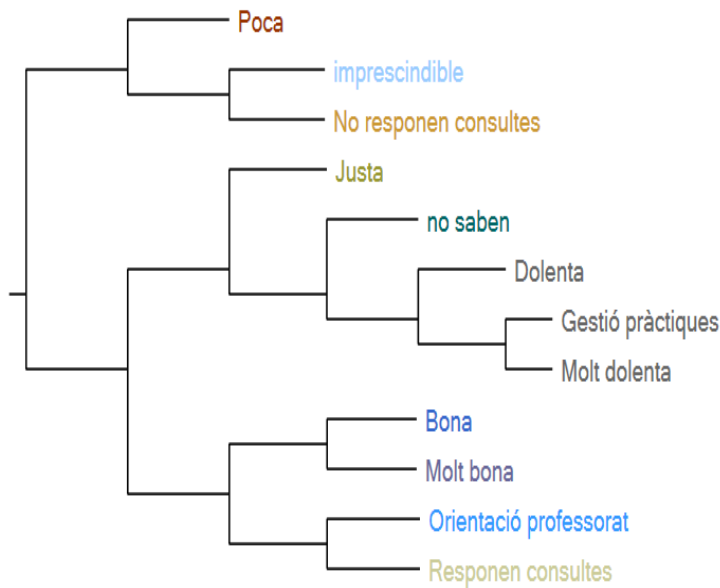 Poca
imprescindible
No responen consultes
Justa
no saben
Dolenta
Gestió pràctiques
Molt dolenta
Bona
Molt bona
Orientació professorat
Responen consultes